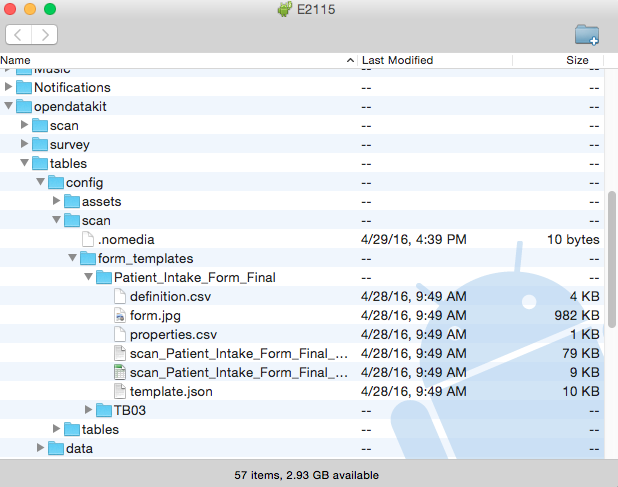 E2115
Name Last Modified Size
Music -- --
Notifications -- --
opendatakit -- --
scan -- --
survey -- --
tables -- --
config -- --
assets -- --
scan -- --
.nomedia 4/29/16, 4:39 PM 10 bytes
form_templates -- --
Patient_Intake_Form_Final -- --
definition.csv 4/28/16, 9:49 AM 4 KB
form.jpg 4/28/16, 9:49 AM 982 KB
properties.csv 4/28/16, 9:49 AM 1 KB
scan_Patient_Intake_Form_Final_... 4/28/16, 9:49 AM 79 KB
scan_Patient_Intake_Form_Final_... 4/28/16, 9:49 AM 9 KB
template.json 4/28/16, 9:49 AM 10 KB
TB03 -- --
tables -- --
data -- --
57 items, 2.93 GB available